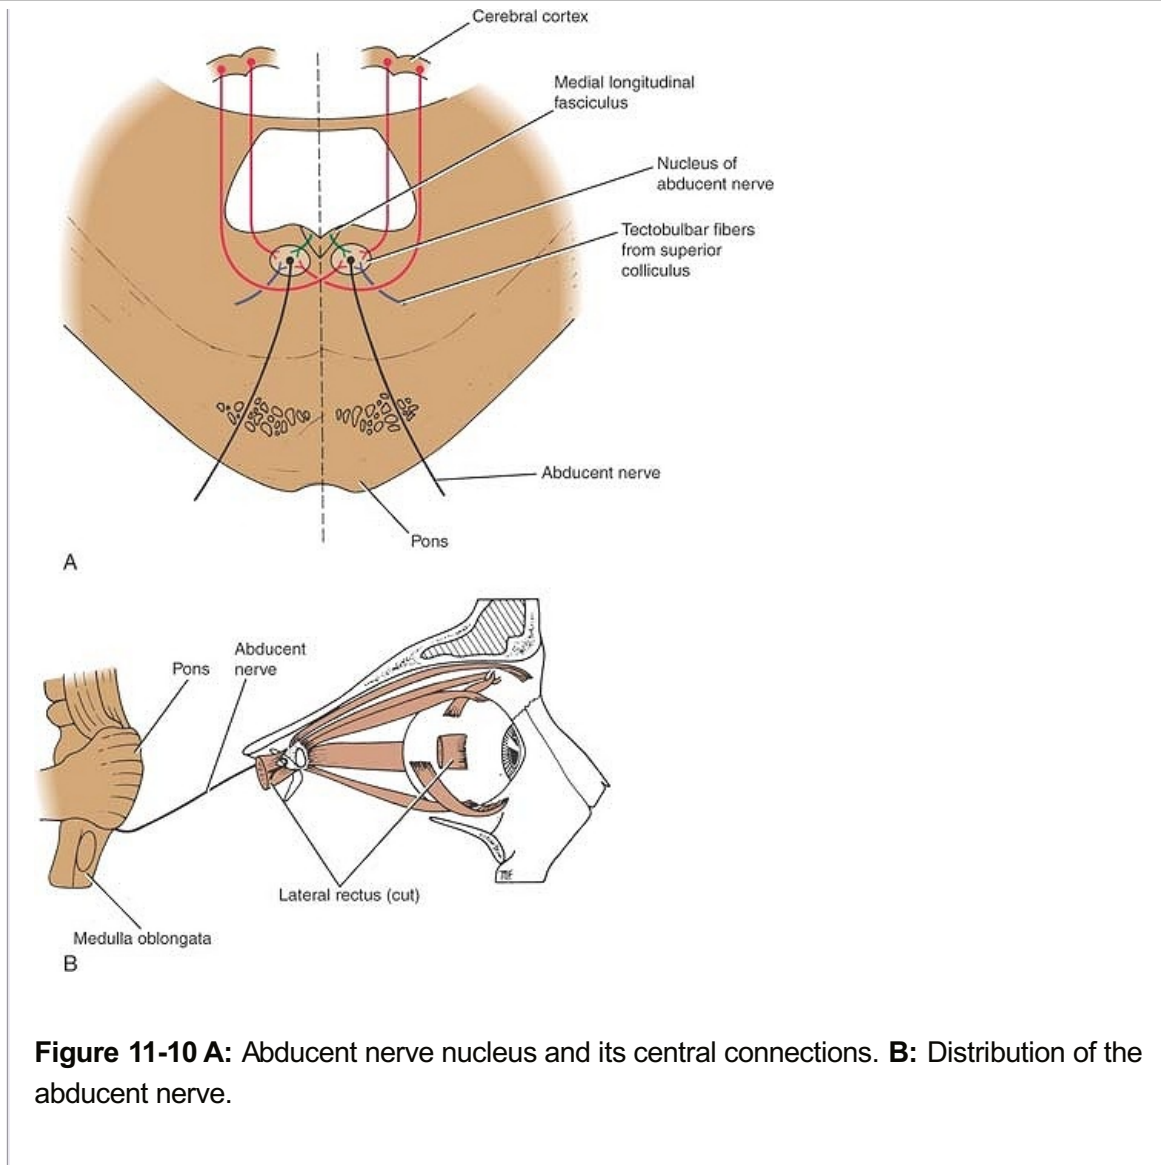 Cerebral cortex
Medial longitudinal
fasciculus
Nucleus of
abducent nerve
Tectobulbar fibers
from superior
colliculus
Abducent nerve
Pons
A
Abducent
nerve
Pons
Lateral rectus (cut)
Medulla oblongata
B
Figure 11-10 A: Abducent nerve nucleus and its central connections. B: Distribution of the
abducent nerve.